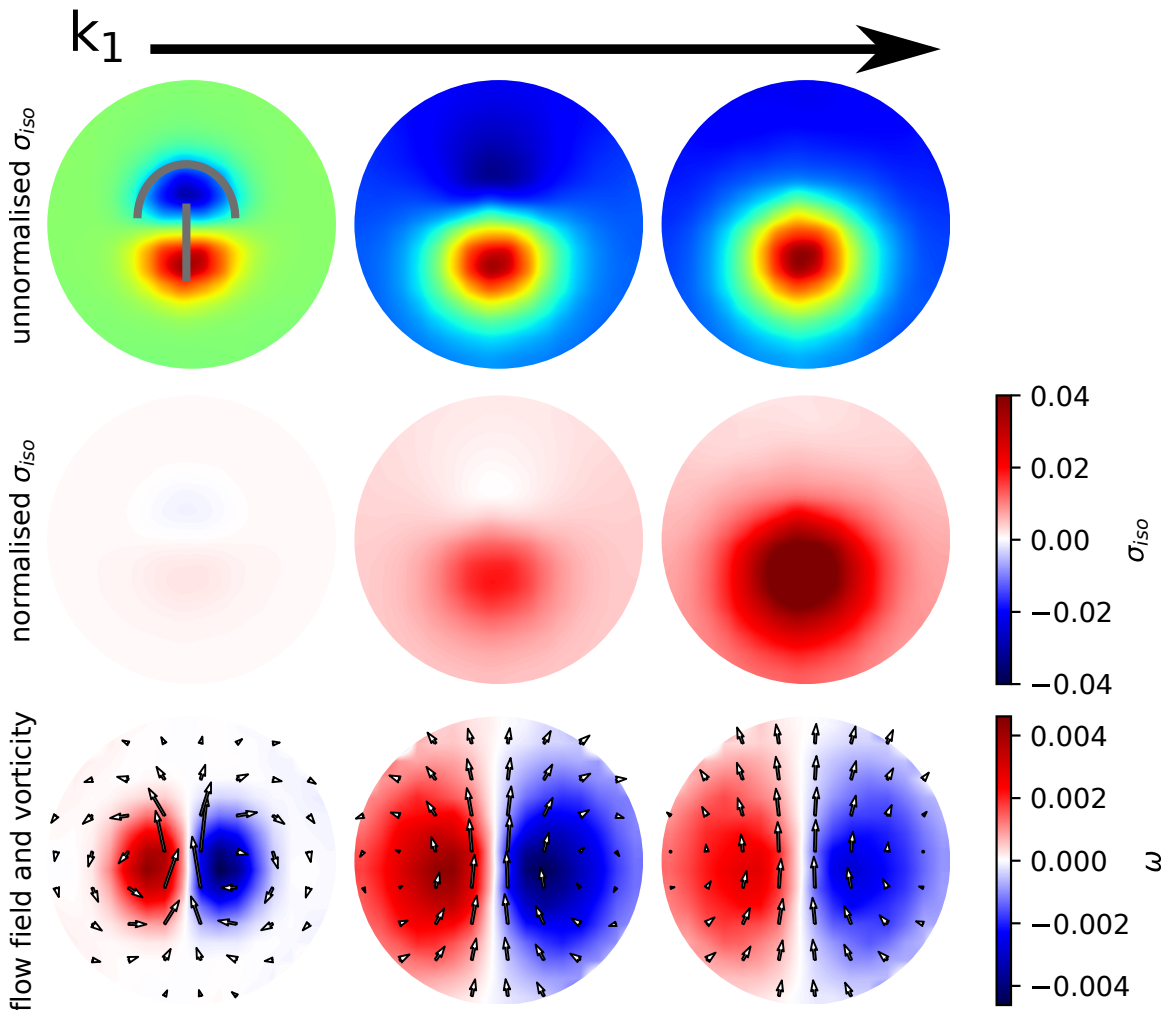 k₁
unnormalised σᵢₛₒ
normalised σᵢₛₒ
0.04
0.02
0.00
−0.02
−0.04
σᵢₛₒ
flow field and vorticity
0.004
0.002
0.000
−0.002
−0.004
ω